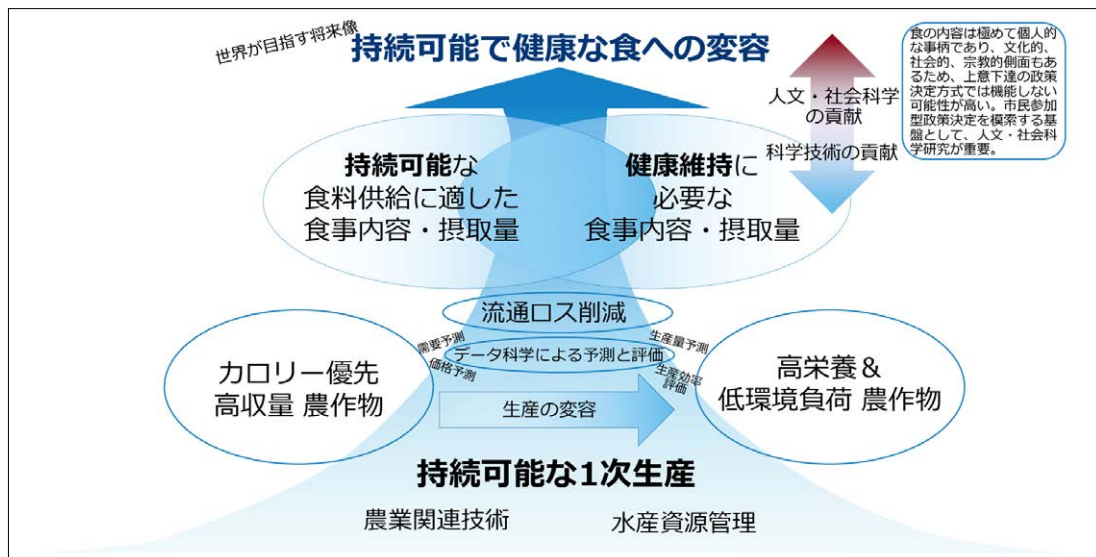 世界が目指す将来像
持続可能で健康な食への変容
食の内容は極めて個人的
な事柄であり、文化的、
社会的、宗教的側面もあ
るため、上意下達の政策
決定方式では機能しない
可能性が高い。市民参加
型政策決定を模索する基
盤として、人文・社会科
学研究が重要。
人文・社会科学
の貢献
科学技術の貢献
持続可能な
食料供給に適した
食事内容・摂取量
健康維持に
必要な
食事内容・摂取量
流通ロス削減
需要予測
データ科学による予測と評価
生産量予測
価格予測
生産効率
評価
カロリー優先
高収量 農作物
生産の変容
高栄養＆
低環境負荷 農作物
持続可能な1次生産
農業関連技術
水産資源管理